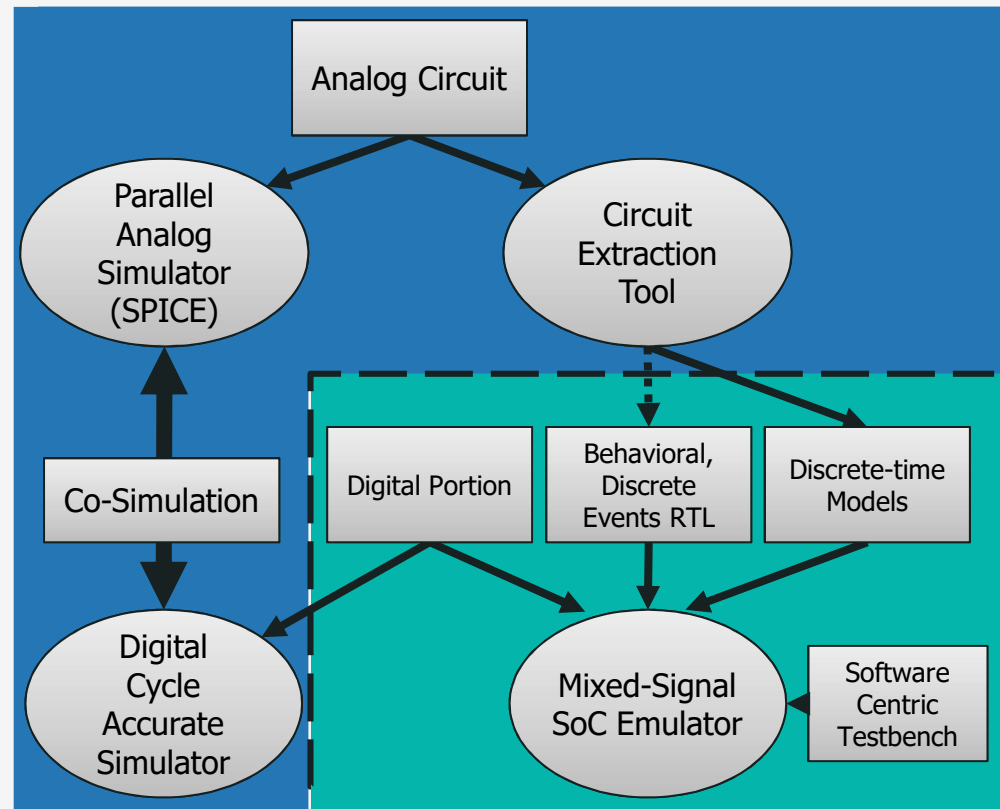 Analog Circuit
Parallel
Analog
Simulator
(SPICE)
Circuit
Extraction
Tool
Co-Simulation
Digital Portion
Behavioral,
Discrete
Events RTL
Discrete-time
Models
Digital
Cycle
Accurate
Simulator
Mixed-Signal
SoC Emulator
Software
Centric
Testbench